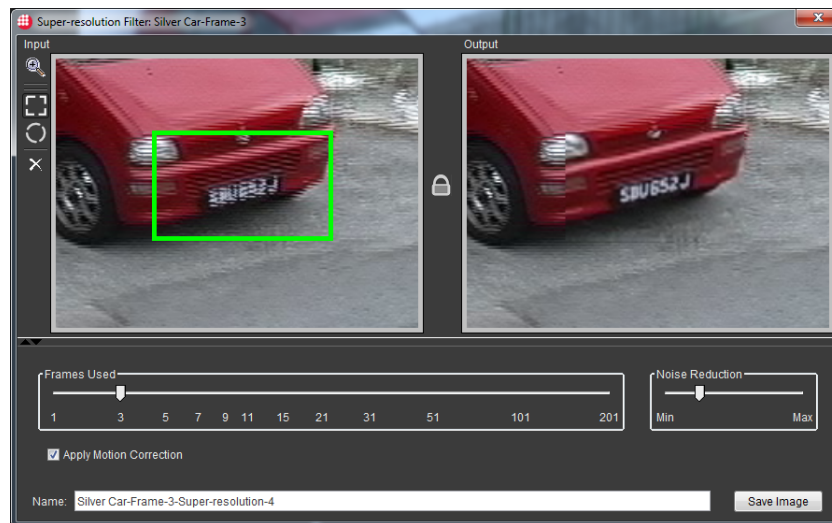 Super-resolution Filter: Silver Car-Frame-3
x
Input
Output
SBU652J
SBU652J
Frames Used
1 3 5 7 9 11 15 21 31 51 101 201
Noise Reduction
Min Max
Apply Motion Correction
Name: Silver Car-Frame-3-Super-resolution-4
Save Image